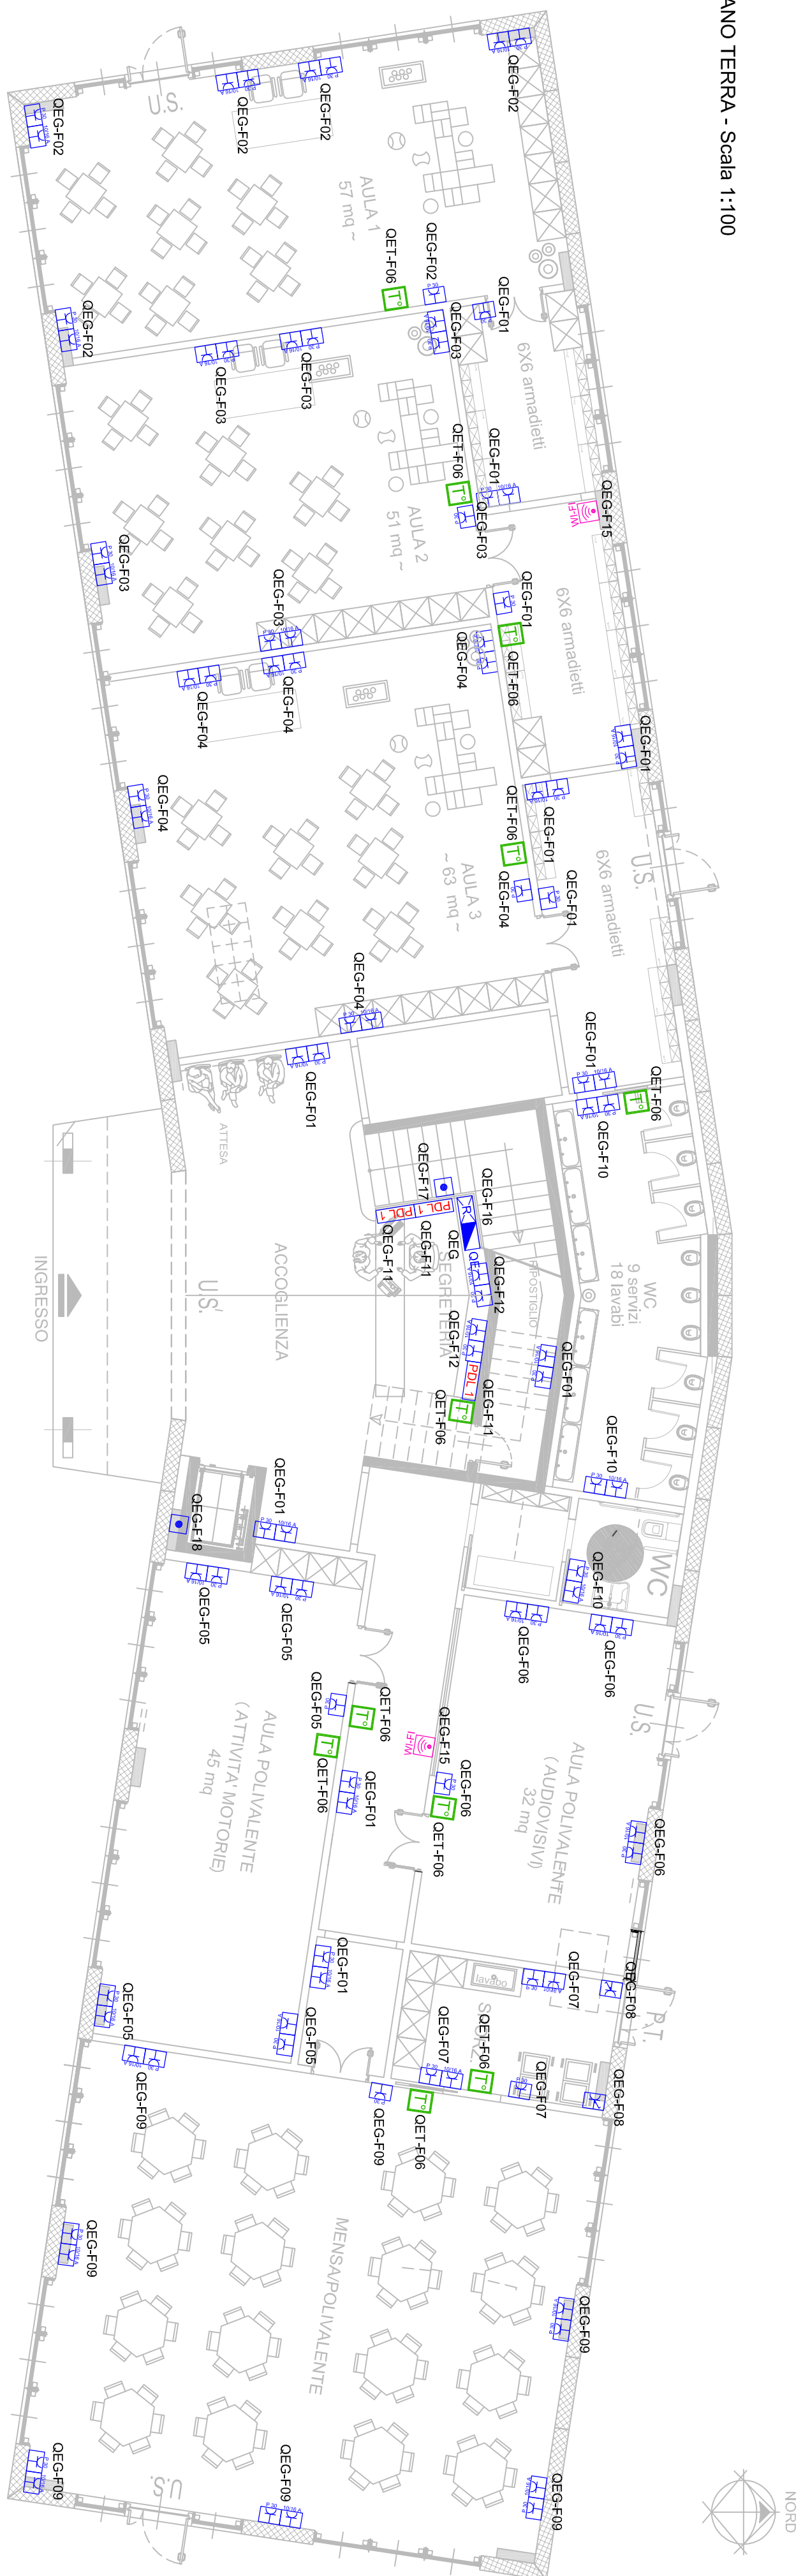 ANO TERRA - Scala 1:100
NORD
QEG-F02
U.S.
QEG-F02
QEG-F02
QEG-F02
QEG-F02
AULA 1
57 mq ~
QET-F06
QEG-F02
QEG-F01
QEG-F03
6X6 armadietti
QEG-F03
QEG-F03
QET-F06
QEG-F01
QEG-F03
QEG-F15
WI-FI
AULA 2
51 mq ~
QEG-F03
QEG-F03
QEG-F01
QET-F06
QEG-F04
6X6 armadietti
QEG-F01
QEG-F04
QEG-F04
QEG-F04
QET-F06
QEG-F01
QEG-F04
QEG-F01
AULA 3
~ 63 mq ~
6X6 armadietti
U.S.
QEG-F04
QEG-F01
QEG-F01
QET-F06
QEG-F10
ATTESA
INGRESSO
U.S.
ACCOGLIENZA
QEG-F17
QEG-F16
PDL 1
PDL 1
QEG-F11
QEG-F11
QEG
R
QEG-F12
QEG-F12
SEGRETERIA
RIPOSTIGLIO
PDL 1
QEG-F11
QET-F06
QEG-F01
WC
9 servizi
18 lavabi
QEG-F10
WC
QEG-F10
QEG-F01
QEG-F18
QEG-F05
QEG-F05
QEG-F06
QEG-F06
U.S.
QEG-F05
QET-F06
QET-F06
QEG-F01
QEG-F15
WI-FI
QEG-F06
QET-F06
AULA POLIVALENTE
( ATTIVITA' MOTORIE)
45 mq
AULA POLIVALENTE
( AUDIOVISIVI)
32 mq
QEG-F06
QEG-F01
QEG-F05
QEG-F05
lavabo
QEG-F07
QEG-F08
P.T.
QEG-F07
QET-F06
QEG-F07
QEG-F08
QEG-F09
QEG-F09
QET-F06
MENSA/POLIVALENTE
QEG-F09
QEG-F09
QEG-F09
QEG-F09
QEG-F09
U.S.